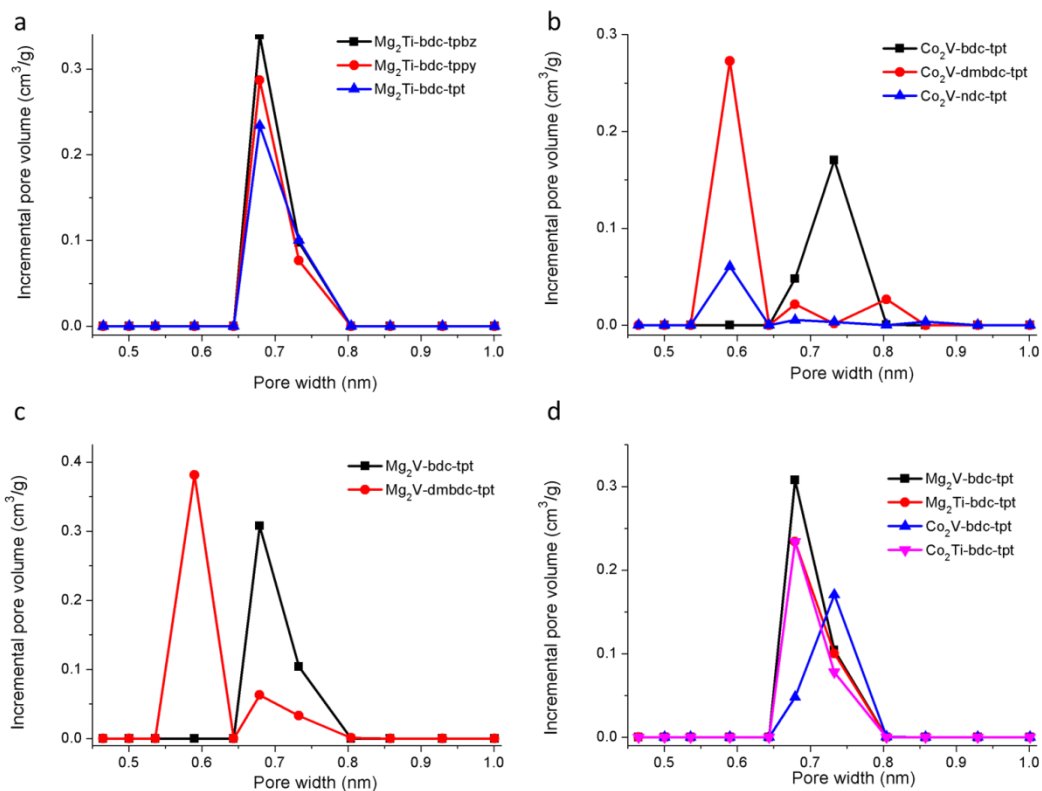 a
Mg₂Ti-bdc-tpbz
Mg₂Ti-bdc-tppy
Mg₂Ti-bdc-tpt
Incremental pore volume (cm³/g)
0.3
0.2
0.1
0.0
0.5 0.6 0.7 0.8 0.9 1.0
Pore width (nm)
b
Co₂V-bdc-tpt
Co₂V-dmbdc-tpt
Co₂V-ndc-tpt
Incremental pore volume (cm³/g)
0.3
0.2
0.1
0.0
0.5 0.6 0.7 0.8 0.9 1.0
Pore width (nm)
c
Mg₂V-bdc-tpt
Mg₂V-dmbdc-tpt
Incremental pore volume (cm³/g)
0.4
0.3
0.2
0.1
0.0
0.5 0.6 0.7 0.8 0.9 1.0
Pore width (nm)
d
Mg₂V-bdc-tpt
Mg₂Ti-bdc-tpt
Co₂V-bdc-tpt
Co₂Ti-bdc-tpt
Incremental pore volume (cm³/g)
0.3
0.2
0.1
0.0
0.5 0.6 0.7 0.8 0.9 1.0
Pore width (nm)